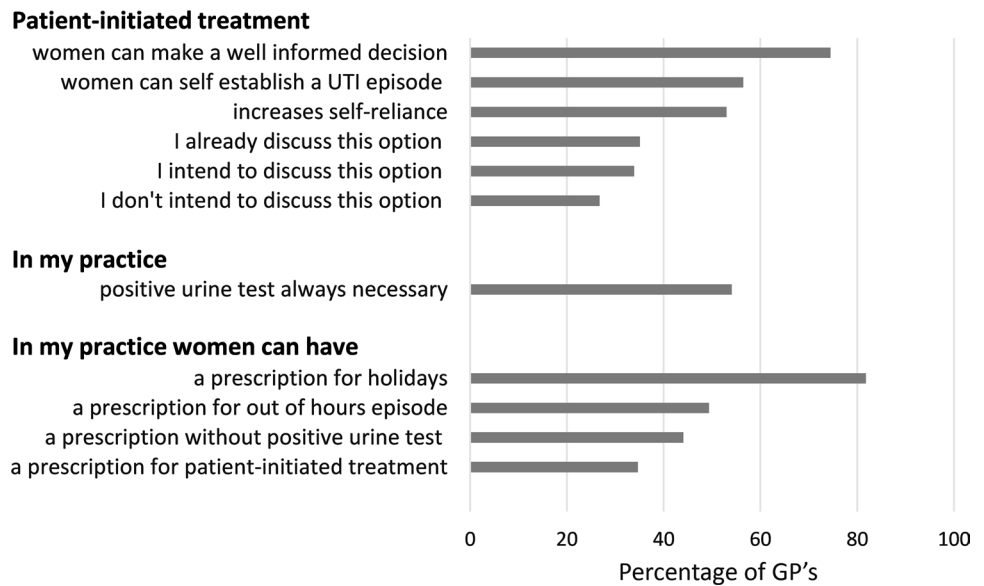 Patient-initiated treatment
women can make a well informed decision
women can self establish a UTI episode
increases self-reliance
I already discuss this option
I intend to discuss this option
I don't intend to discuss this option
In my practice
positive urine test always necessary
In my practice women can have
a prescription for holidays
a prescription for out of hours episode
a prescription without positive urine test
a prescription for patient-initiated treatment
0 20 40 60 80 100
Percentage of GP’s